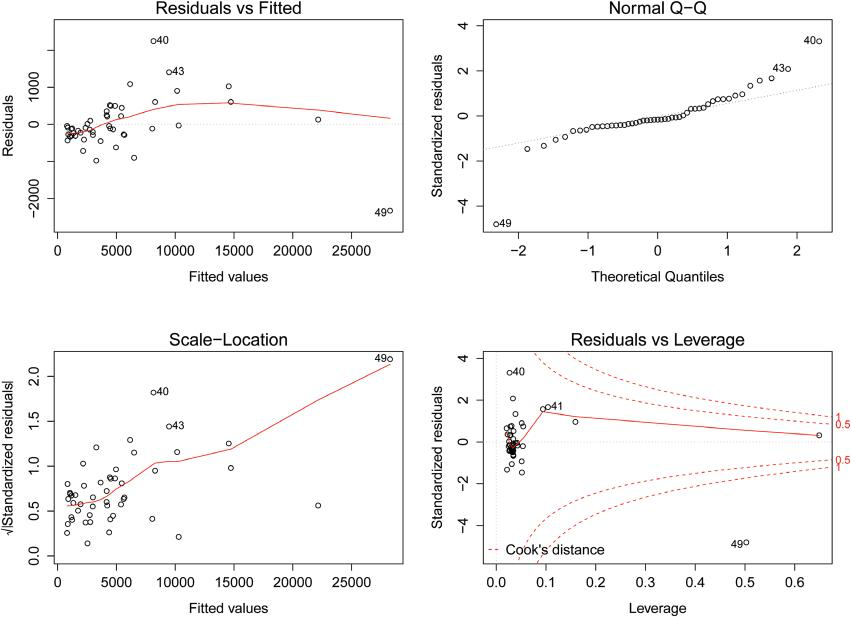 Residuals vs Fitted
Residuals
1000
0
−2000
40
43
49
0 5000 10000 15000 20000 25000
Fitted values
Normal Q−Q
Standardized residuals
4
2
0
−2
−4
40
43
49
−2 −1 0 1 2
Theoretical Quantiles
Scale−Location
√|Standardized residuals|
2.0
1.5
1.0
0.5
0.0
49
40
43
0 5000 10000 15000 20000 25000
Fitted values
Residuals vs Leverage
Standardized residuals
4
2
0
−2
−4
40
41
49
1
0.5
0.5
1
Cook's distance
0.0 0.1 0.2 0.3 0.4 0.5 0.6
Leverage